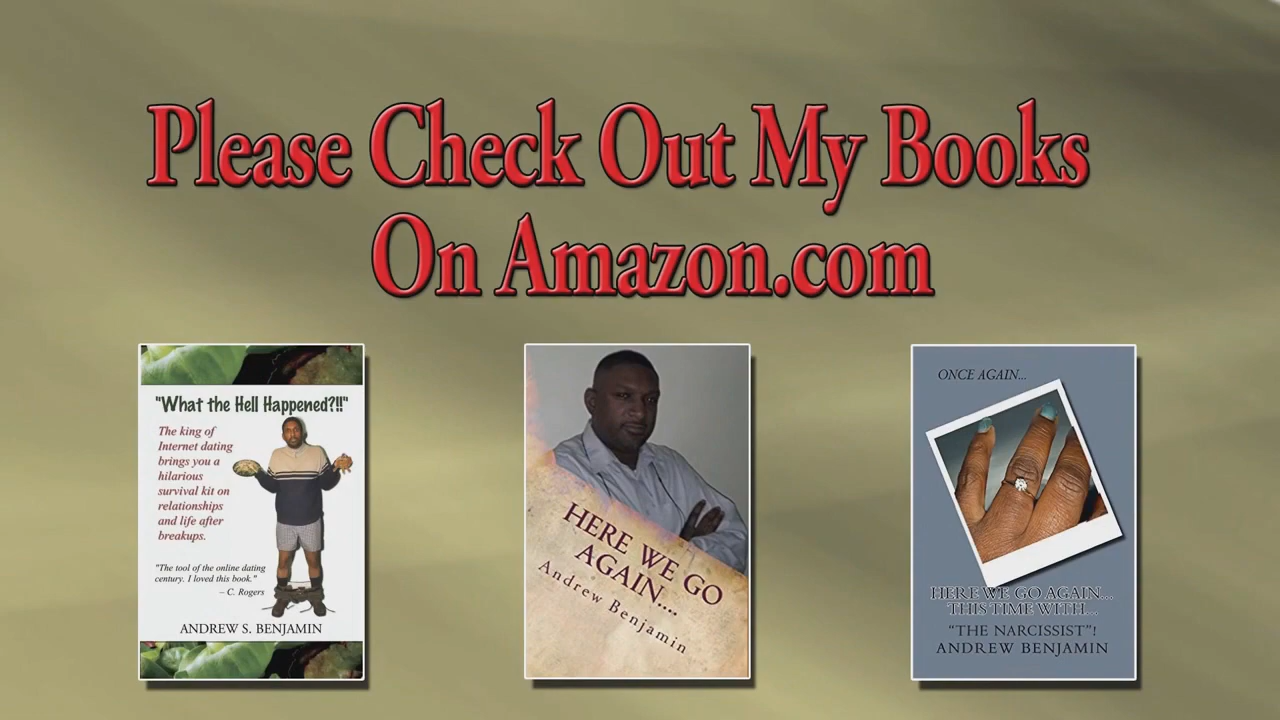 Please Check Out My Books
On Amazon.com
"What the Hell Happened?!!"
The king of
Internet dating
brings you a
hilarious
survival kit on
relationships
and life after
breakups.
"The tool of the online dating
century. I loved this book."
– C. Rogers
ANDREW S. BENJAMIN
HERE WE GO
AGAIN....
Andrew Benjamin
ONCE AGAIN...
HERE WE GO AGAIN...
THIS TIME WITH...
"THE NARCISSIST"!
ANDREW BENJAMIN